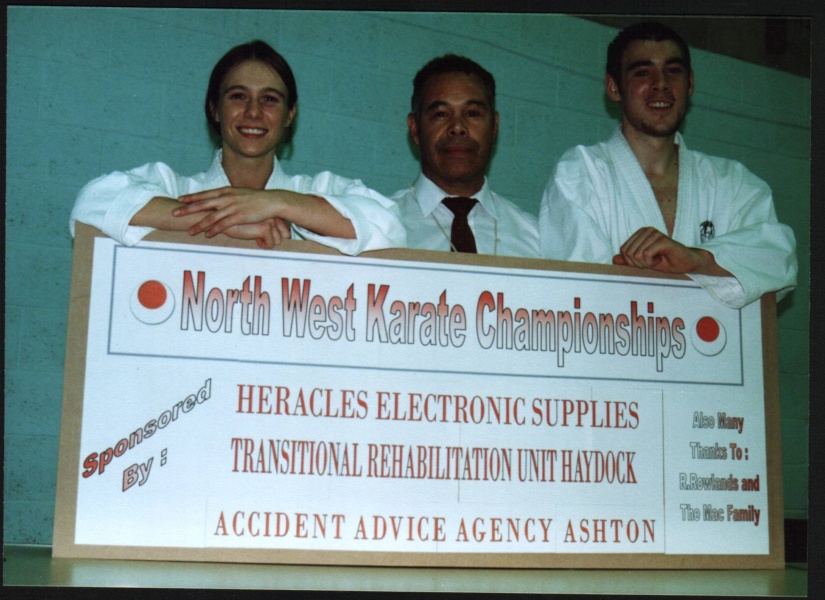 North West Karate Championships
Sponsored
By :
HERACLES ELECTRONIC SUPPLIES
TRANSITIONAL REHABILITATION UNIT HAYDOCK
ACCIDENT ADVICE AGENCY ASHTON
Also Many
Thanks To :
R.Rowlands and
The Mac Family